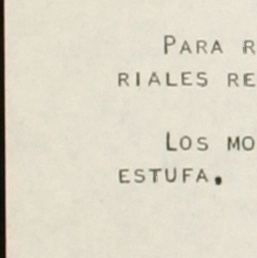 PARA R
RIALES RE
LOS MO
ESTUFA.